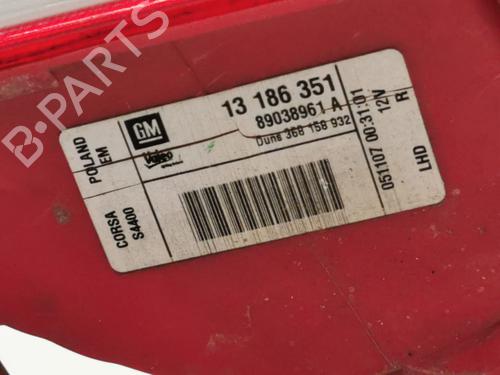 B-PARTS
POLAND
EM
CORSA
S4400
GM
Valeo
13 186 351
89038961 A
Duns 368 158 932
051107 00:31:01
12V
R
LHD